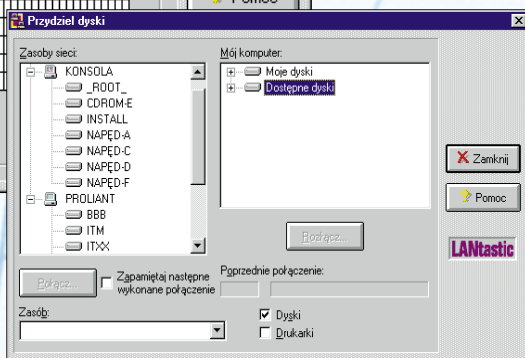 Pomoc
Przydziel dyski
Zasoby sieci:
KONSOLA
_ROOT_
CDROM-E
INSTALL
NAPĘD-A
NAPĘD-C
NAPĘD-D
NAPĘD-F
PROLIANT
BBB
ITM
ITXX
Mój komputer:
Moje dyski
Dostępne dyski
Zamknij
Pomoc
LANtastic
Rozłącz...
Połącz...
Zapamiętaj następne
wykonane połączenie
Poprzednie połączenie:
Zasób:
Dyski
Drukarki